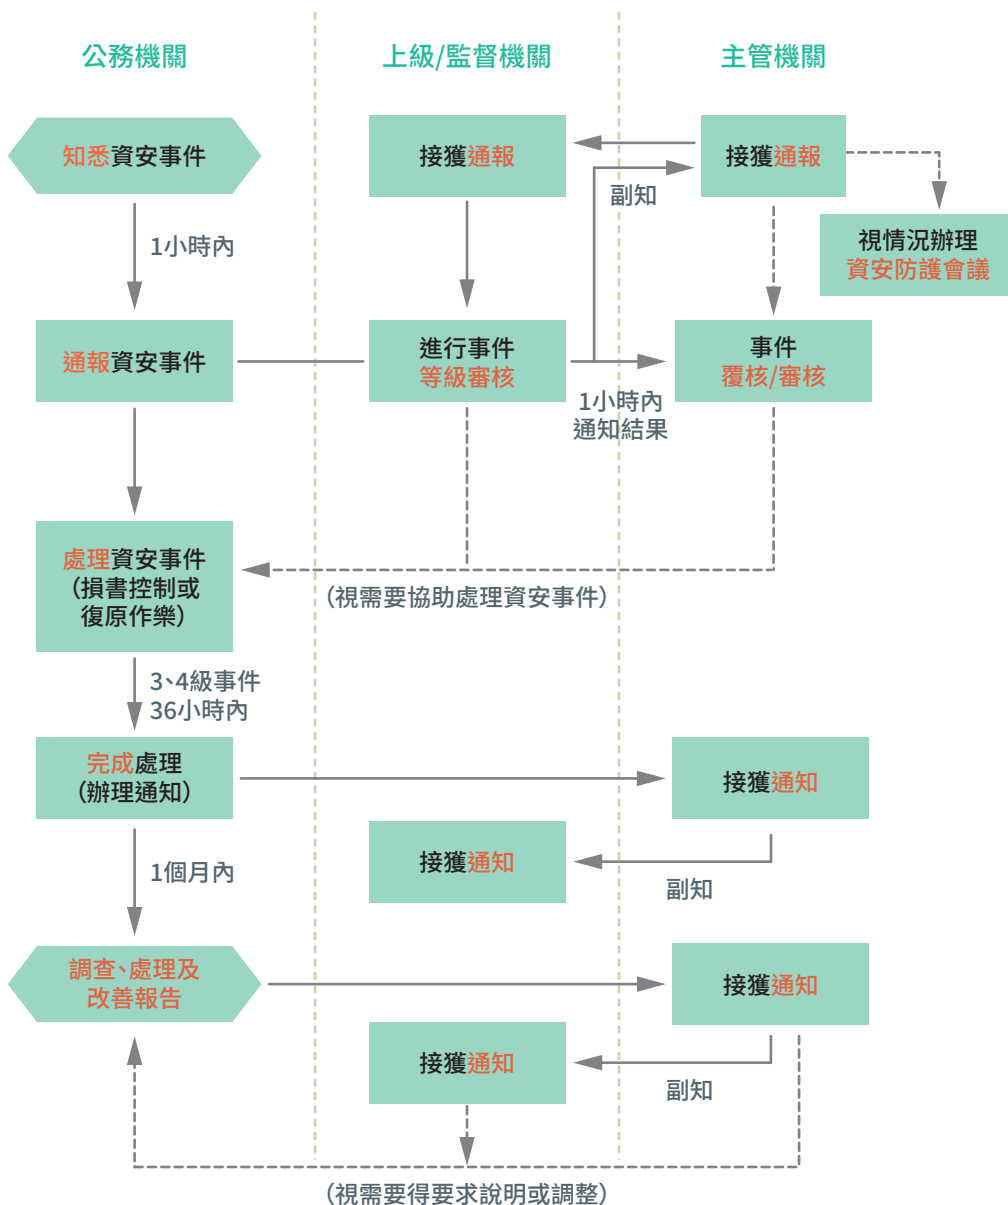 公務機關
上級/監督機關
主管機關
知悉資安事件
接獲通報
接獲通報
副知
1小時內
視情況辦理
資安防護會議
通報資安事件
進行事件
等級審核
事件
覆核/審核
1小時內
通知結果
處理資安事件
(損書控制或
復原作樂)
(視需要協助處理資安事件)
3、4級事件
36小時內
完成處理
(辦理通知)
接獲通知
接獲通知
副知
1個月內
調查、處理及
改善報告
接獲通知
接獲通知
副知
(視需要得要求說明或調整)